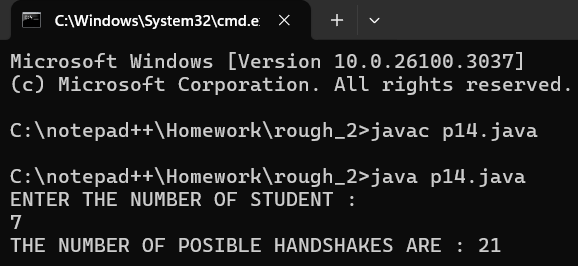 C:\Windows\System32\cmd.e
Microsoft Windows [Version 10.0.26100.3037]
(c) Microsoft Corporation. All rights reserved.
C:\notepad++\Homework\rough_2>javac p14.java
C:\notepad++\Homework\rough_2>java p14.java
ENTER THE NUMBER OF STUDENT :
7
THE NUMBER OF POSIBLE HANDSHAKES ARE : 21